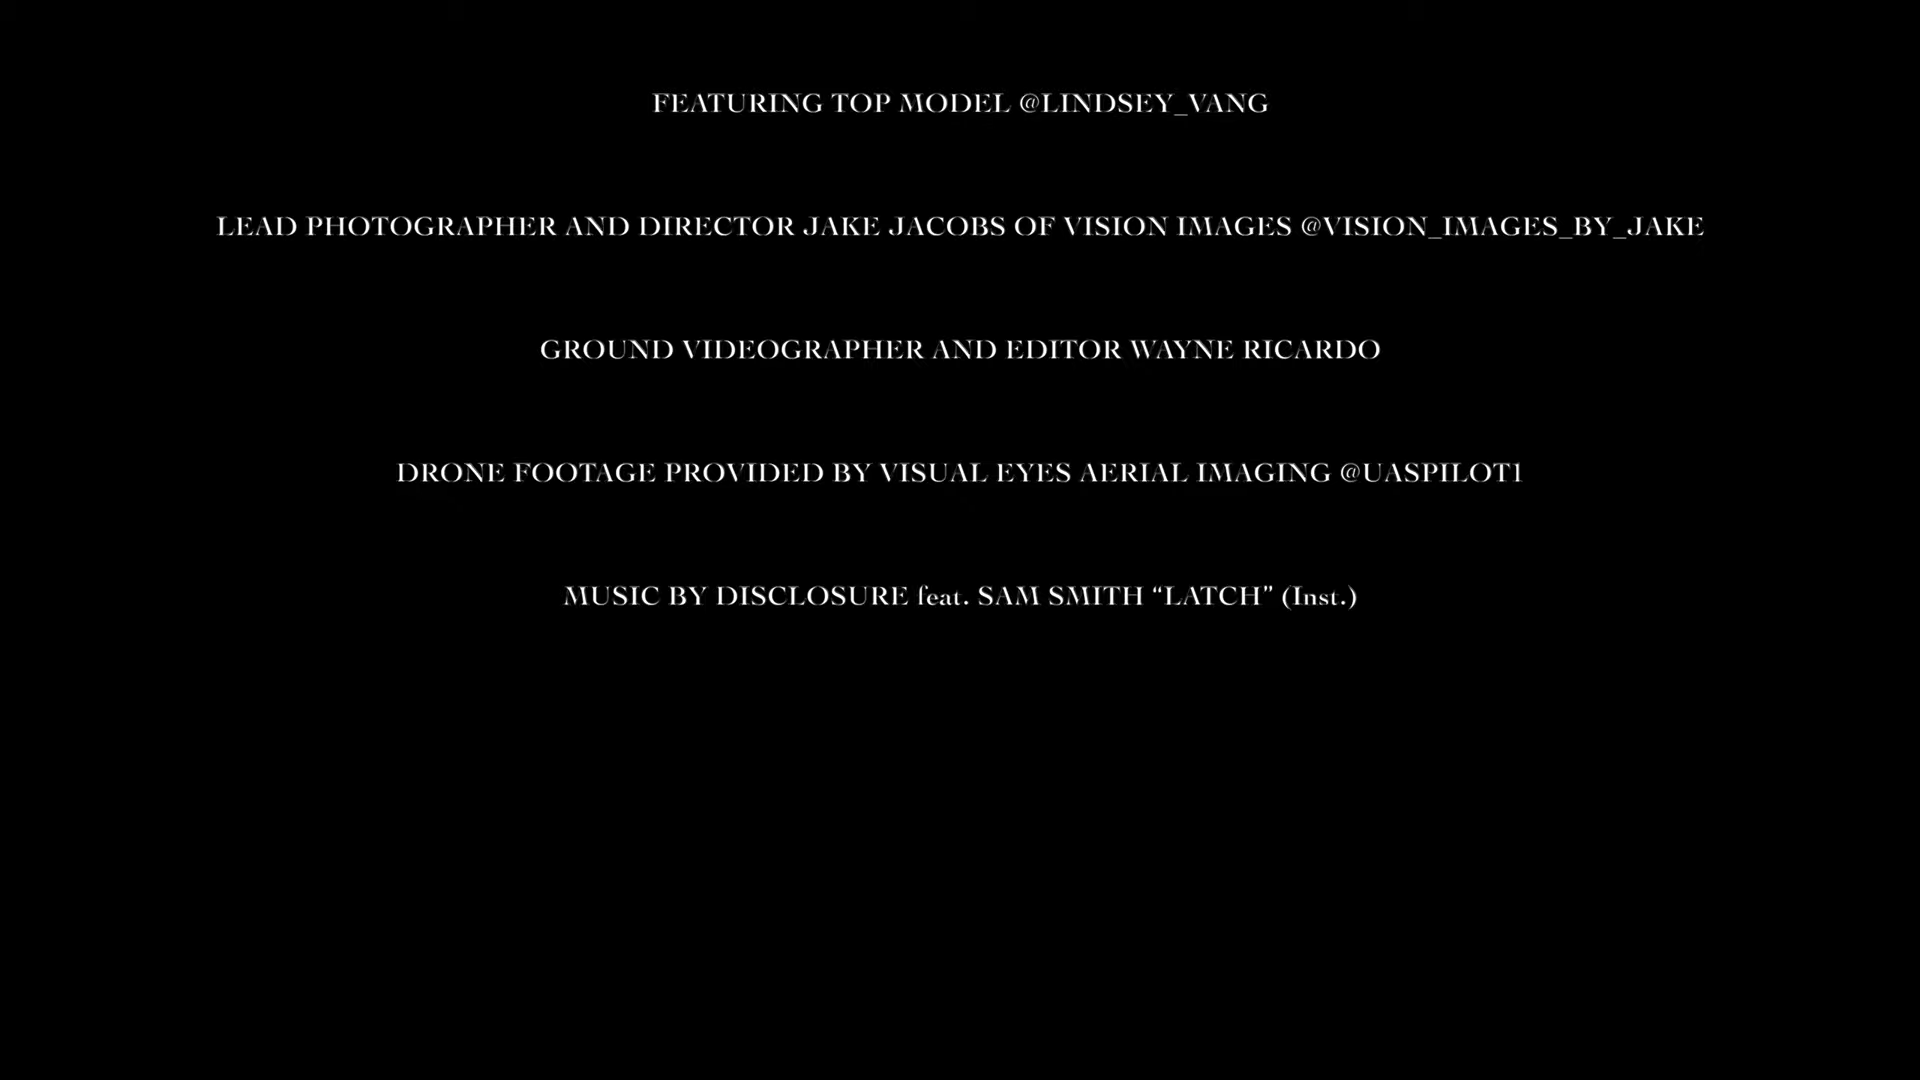 FEATURING TOP MODEL @LINDSEY_VANG
LEAD PHOTOGRAPHER AND DIRECTOR JAKE JACOBS OF VISION IMAGES @VISION_IMAGES_BY_JAKE
GROUND VIDEOGRAPHER AND EDITOR WAYNE RICARDO
DRONE FOOTAGE PROVIDED BY VISUAL EYES AERIAL IMAGING @UASPILOT1
MUSIC BY DISCLOSURE feat. SAM SMITH “LATCH” (Inst.)